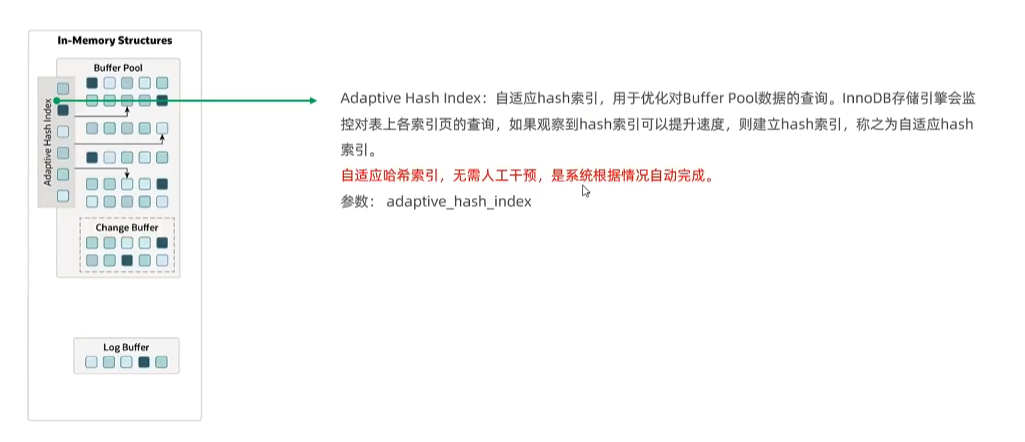 In-Memory Structures
Buffer Pool
Adaptive Hash Index
Change Buffer
Log Buffer
Adaptive Hash Index：自适应hash索引，用于优化对Buffer Pool数据的查询。InnoDB存储引擎会监
控对表上各索引页的查询，如果观察到hash索引可以提升速度，则建立hash索引，称之为自适应hash
索引。
自适应哈希索引，无需人工干预，是系统根据情况自动完成。
参数： adaptive_hash_index